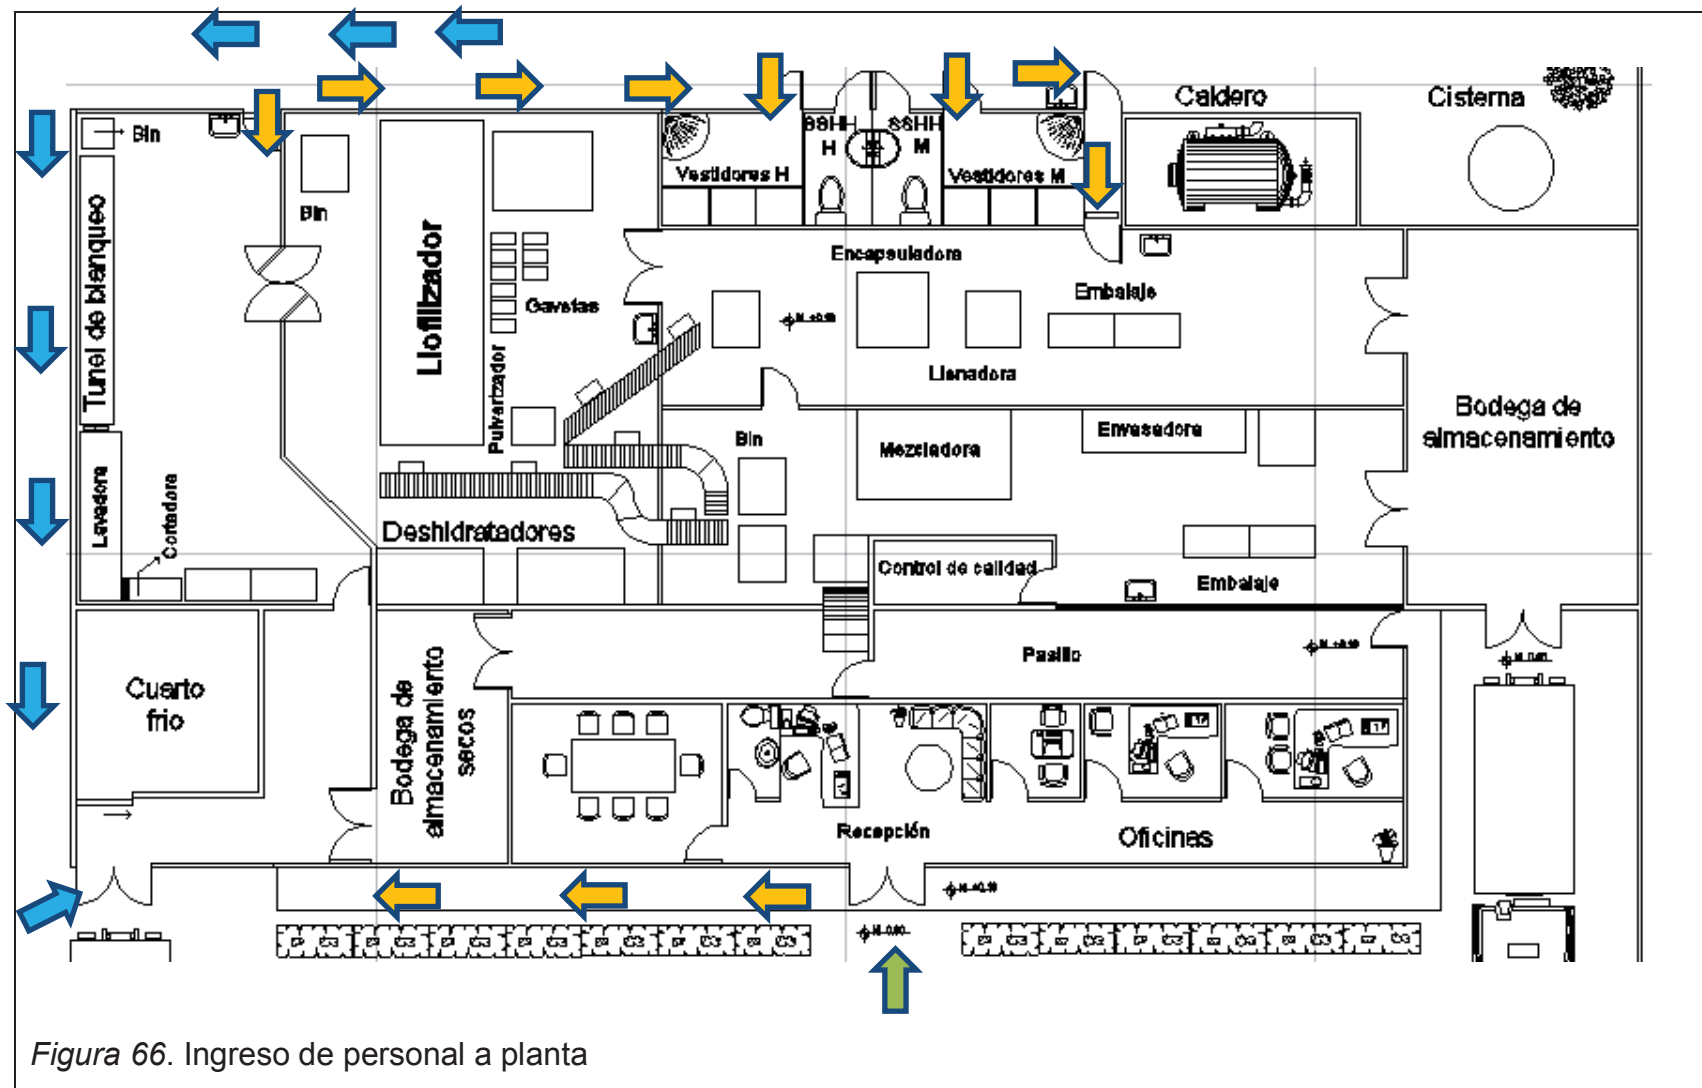 Caldero
Cisterna
Bin
SSHH
H
SSHH
M
Vestidores H
Vestidores M
Bin
Tunel de blanqueo
Liofilizador
Gavetas
Pulverizador
Encapsuladora
Embalaje
Llenadora
Bodega de
almacenamiento
Bin
Mezcladora
Envasadora
Lavadora
Cortadora
Deshidratadores
Control de calidad
Embalaje
Cuarto
frio
Bodega de
almacenamiento
secos
Pasillo
Recepción
Oficinas
Figura 66. Ingreso de personal a planta